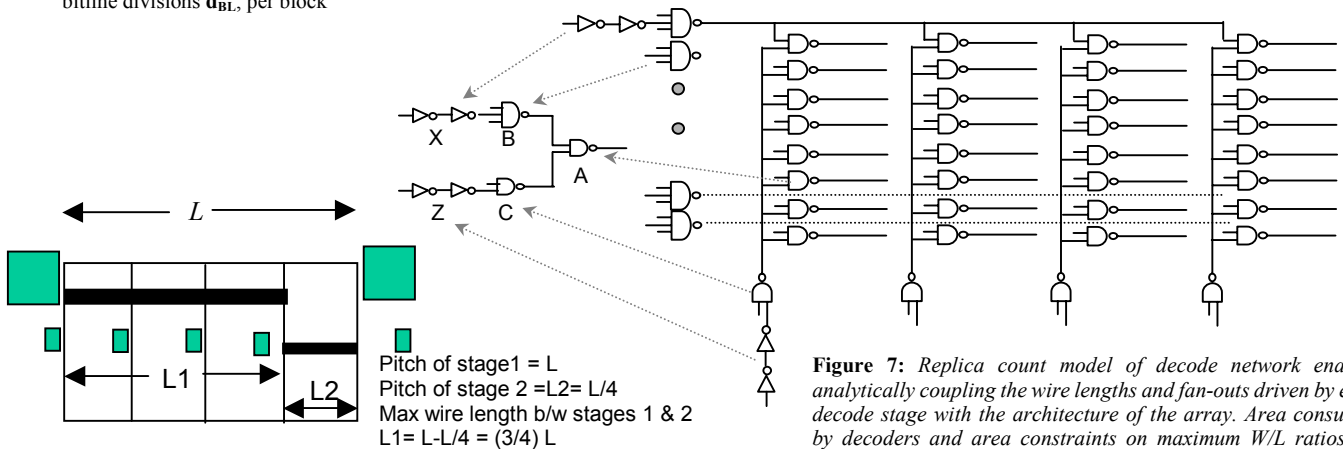 bitline divisions d_BL, per block
X
B
A
Z
C
L
L1
L2
Pitch of stage1 = L
Pitch of stage 2 =L2= L/4
Max wire length b/w stages 1 & 2
L1= L-L/4 = (3/4) L
Figure 7: Replica count model of decode network ena
analytically coupling the wire lengths and fan-outs driven by e
decode stage with the architecture of the array. Area consu
by decoders and area constraints on maximum W/L ratios